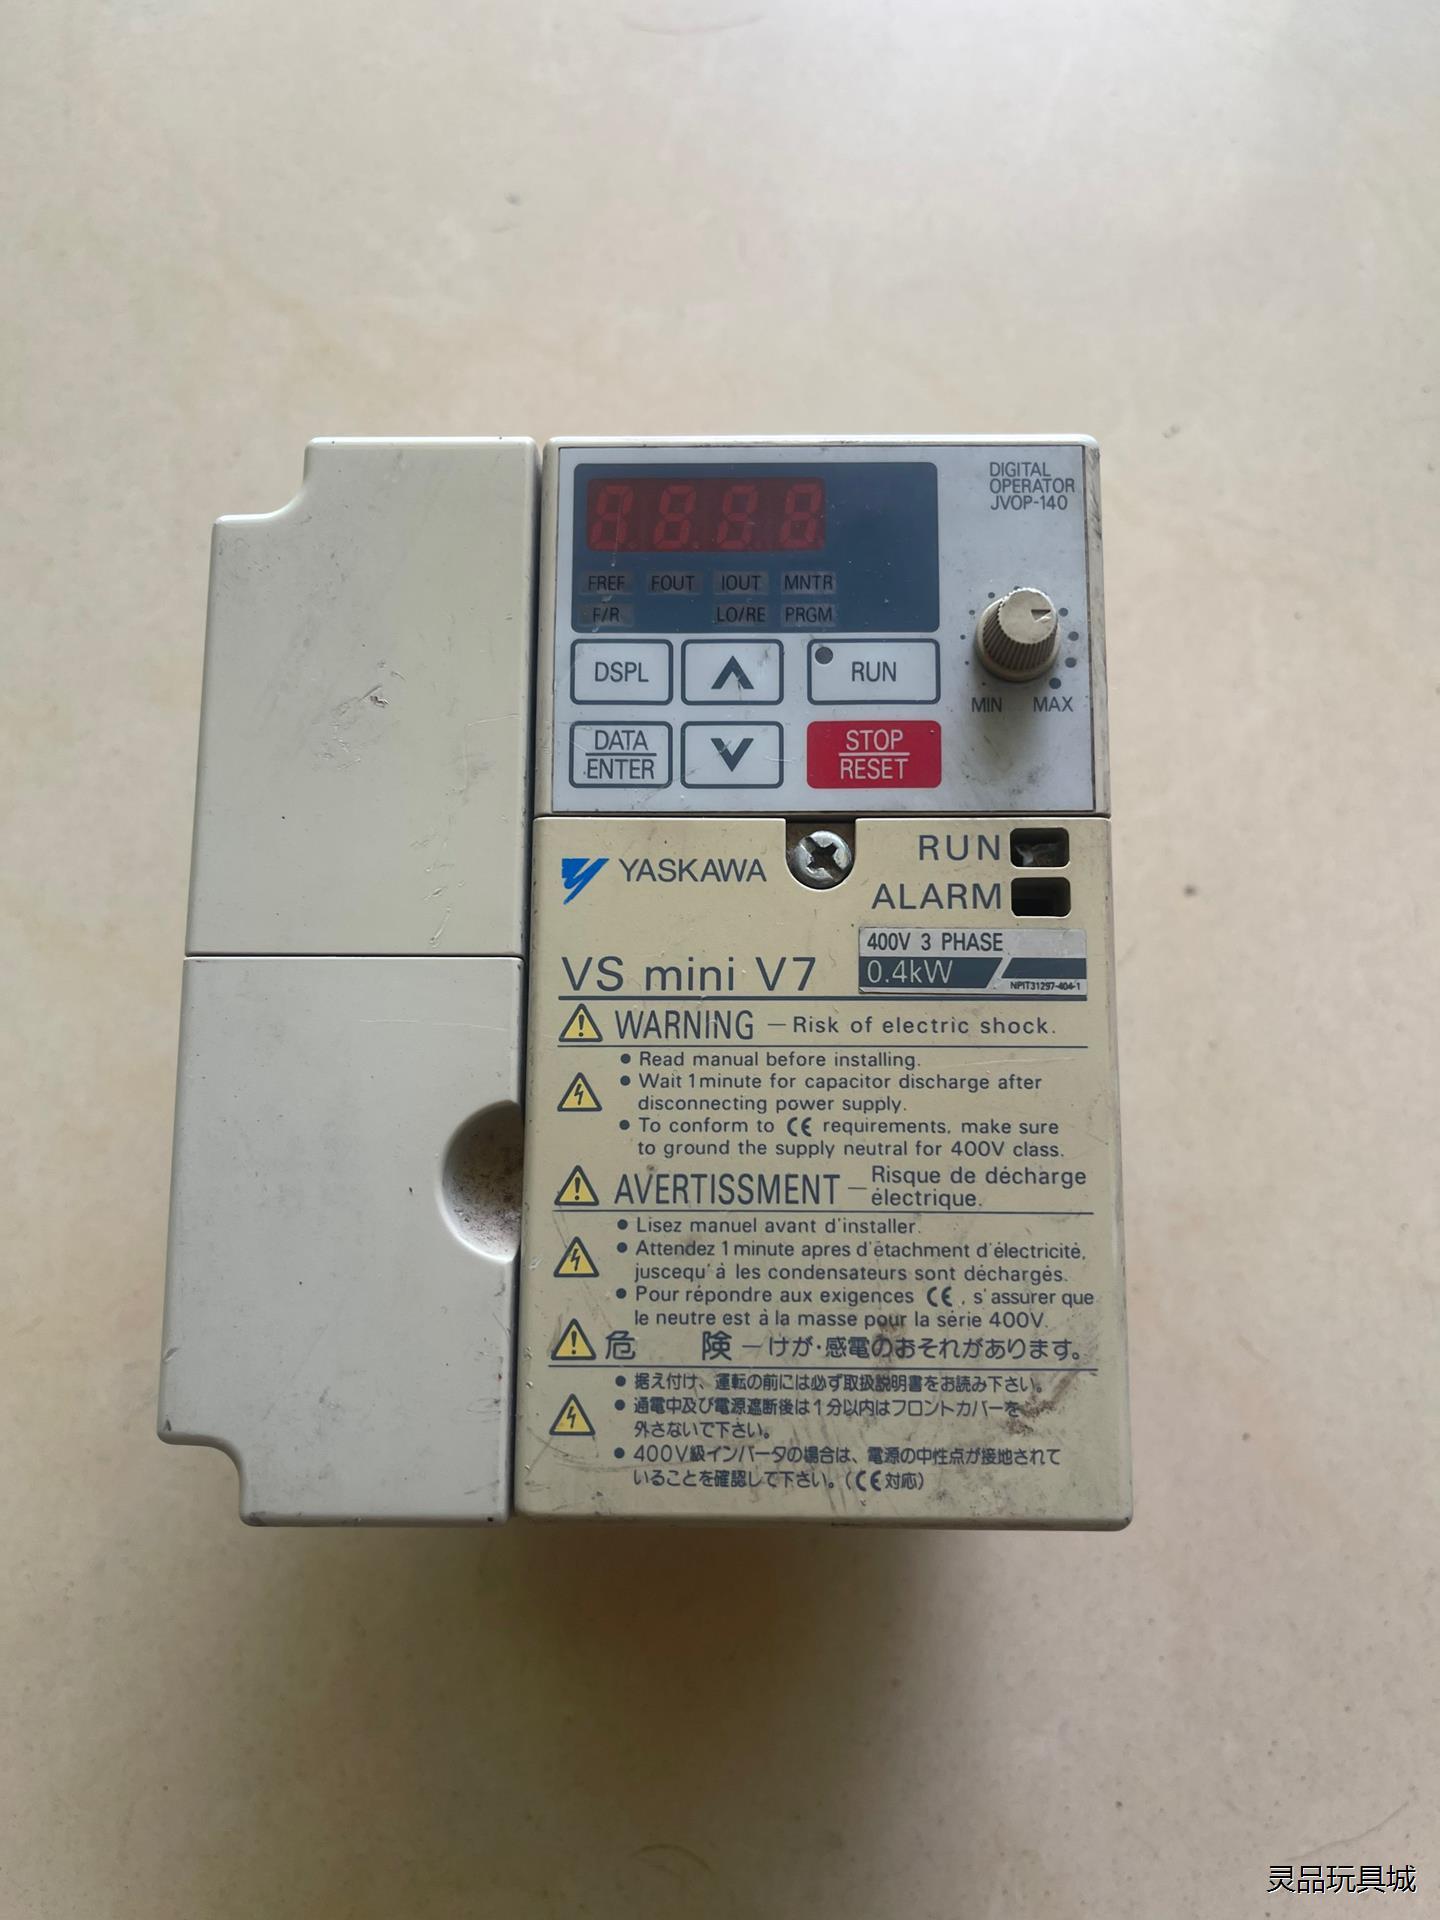 DIGITAL
OPERATOR
JVOP-140
8888
FREF FOUT IOUT MNTR
F/R LO/RE PRGM
DSPL RUN
MIN MAX
DATA
ENTER
STOP
RESET
YASKAWA
RUN
ALARM
400V 3 PHASE
0.4kW
NPIT31297-404-1
VS mini V7
WARNING — Risk of electric shock.
● Read manual before installing.
● Wait 1 minute for capacitor discharge after
disconnecting power supply.
● To conform to CE requirements, make sure
to ground the supply neutral for 400V class.
AVERTISSMENT — Risque de décharge
électrique.
● Lisez manuel avant d'installer.
● Attendez 1 minute apres d'étachment d'électricité,
juscequ'à les condensateurs sont déchargés.
● Pour répondre aux exigences CE, s'assurer que
le neutre est à la masse pour la série 400V.
危 険 — けが・感電のおそれがあります。
● 据え付け、運転の前には必ず取扱説明書をお読み下さい。
● 通電中及び電源遮断後は1分以内はフロントカバーを
外さないで下さい。
● 400V級インバータの場合は、電源の中性点が接地されて
いることを確認して下さい。(CE対応)
灵品玩具城